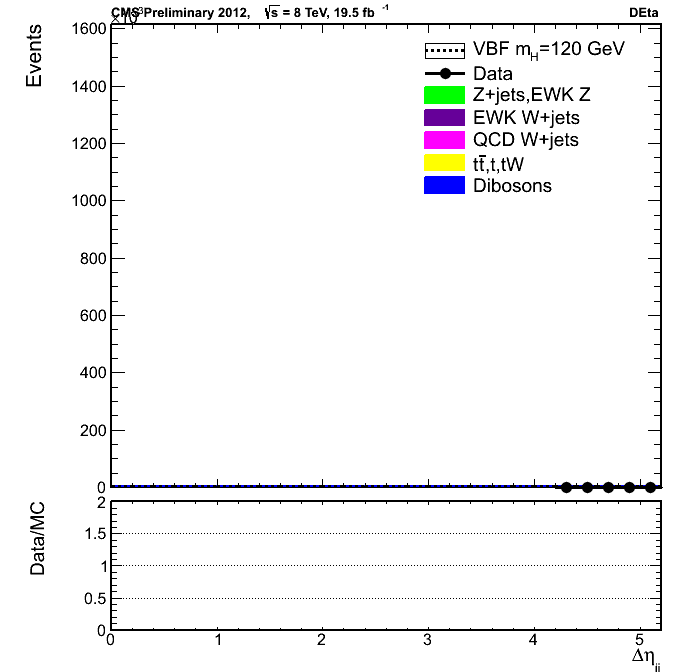 CMS Preliminary 2012, √s = 8 TeV, 19.5 fb⁻¹ DEta
×10³
Events
1600
1400
1200
1000
800
600
400
200
0
VBF m_H=120 GeV
Data
Z+jets,EWK Z
EWK W+jets
QCD W+jets
tt̄,t,tW
Dibosons
Data/MC
2
1.5
1
0.5
0
0 1 2 3 4 5
Δη_jj